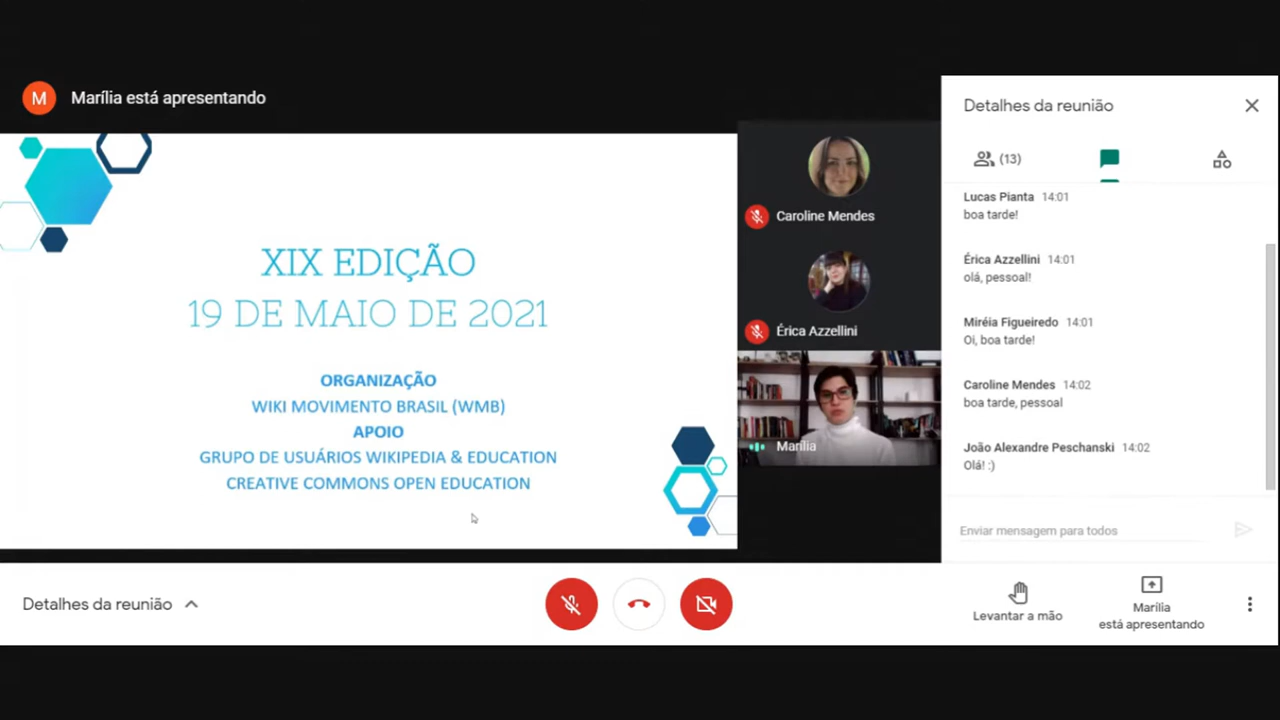 M
Marília está apresentando
XIX EDIÇÃO
19 DE MAIO DE 2021
ORGANIZAÇÃO
WIKI MOVIMENTO BRASIL (WMB)
APOIO
GRUPO DE USUÁRIOS WIKIPEDIA & EDUCATION
CREATIVE COMMONS OPEN EDUCATION
Caroline Mendes
Érica Azzellini
Marília
Detalhes da reunião
(13)
Lucas Pianta 14:01
boa tarde!
Érica Azzellini 14:01
olá, pessoal!
Miréia Figueiredo 14:01
Oi, boa tarde!
Caroline Mendes 14:02
boa tarde, pessoal
João Alexandre Peschanski 14:02
Olá! :)
Enviar mensagem para todos
Detalhes da reunião
Levantar a mão
Marília
está apresentando